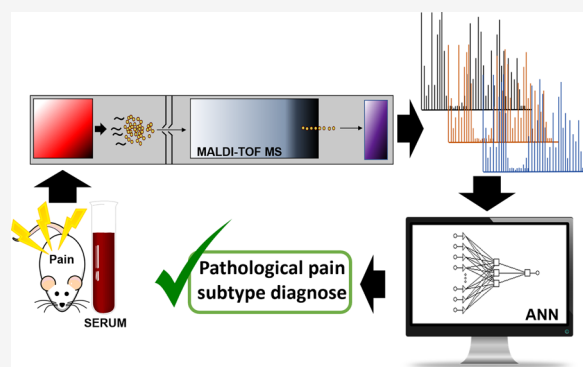 MALDI-TOF MS
Pain
SERUM
Pathological pain
subtype diagnose
ANN